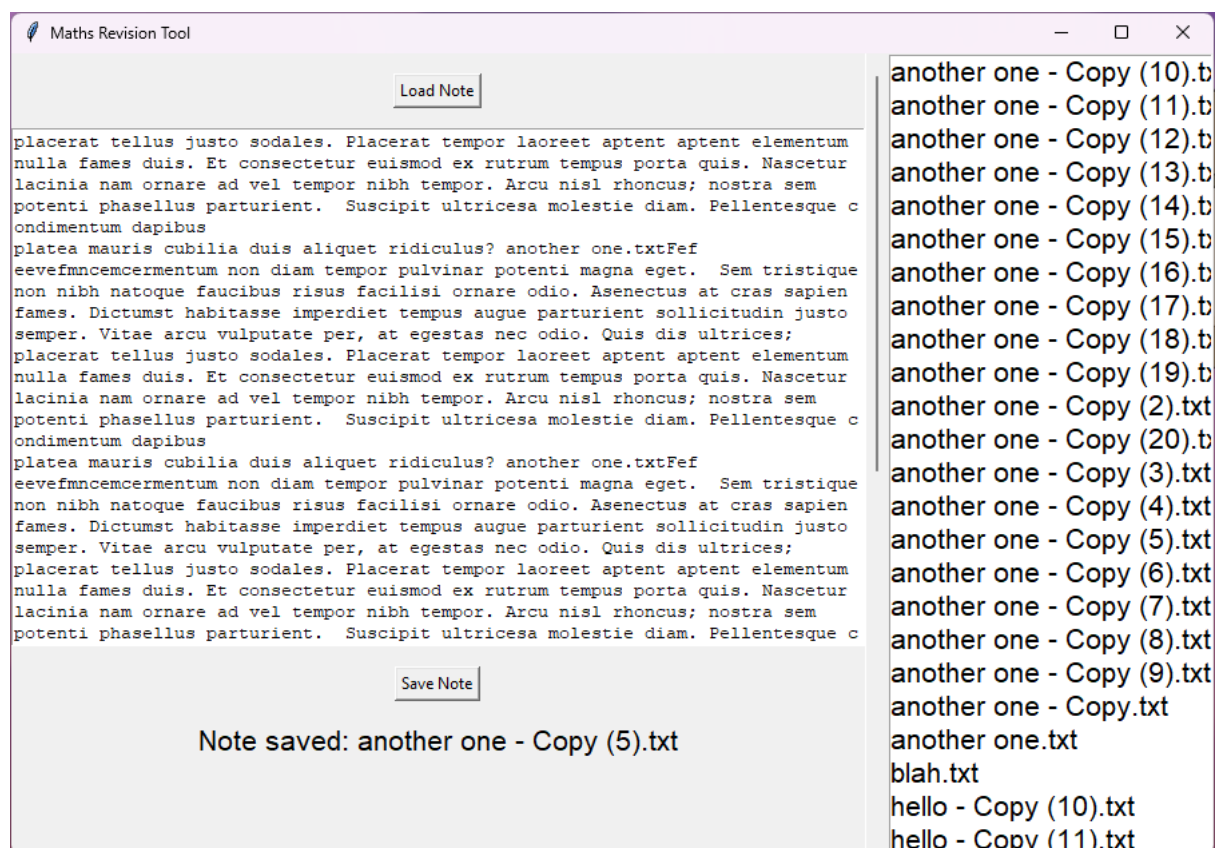 Maths Revision Tool
Load Note
placerat tellus justo sodales. Placerat tempor laoreet aptent aptent elementum
nulla fames duis. Et consectetur euismod ex rutrum tempus porta quis. Nascetur
lacinia nam ornare ad vel tempor nibh tempor. Arcu nisl rhoncus; nostra sem
potenti phasellus parturient.  Suscipit ultricesa molestie diam. Pellentesque c
ondimentum dapibus
platea mauris cubilia duis aliquet ridiculus? another one.txtFef
eevefmncemcermentum non diam tempor pulvinar potenti magna eget.  Sem tristique
non nibh natoque faucibus risus facilisi ornare odio. Asenectus at cras sapien
fames. Dictumst habitasse imperdiet tempus augue parturient sollicitudin justo
semper. Vitae arcu vulputate per, at egestas nec odio. Quis dis ultrices;
placerat tellus justo sodales. Placerat tempor laoreet aptent aptent elementum
nulla fames duis. Et consectetur euismod ex rutrum tempus porta quis. Nascetur
lacinia nam ornare ad vel tempor nibh tempor. Arcu nisl rhoncus; nostra sem
potenti phasellus parturient.  Suscipit ultricesa molestie diam. Pellentesque c
ondimentum dapibus
platea mauris cubilia duis aliquet ridiculus? another one.txtFef
eevefmncemcermentum non diam tempor pulvinar potenti magna eget.  Sem tristique
non nibh natoque faucibus risus facilisi ornare odio. Asenectus at cras sapien
fames. Dictumst habitasse imperdiet tempus augue parturient sollicitudin justo
semper. Vitae arcu vulputate per, at egestas nec odio. Quis dis ultrices;
placerat tellus justo sodales. Placerat tempor laoreet aptent aptent elementum
nulla fames duis. Et consectetur euismod ex rutrum tempus porta quis. Nascetur
lacinia nam ornare ad vel tempor nibh tempor. Arcu nisl rhoncus; nostra sem
potenti phasellus parturient.  Suscipit ultricesa molestie diam. Pellentesque c
Save Note
Note saved: another one - Copy (5).txt
another one - Copy (10).t
another one - Copy (11).t
another one - Copy (12).t
another one - Copy (13).t
another one - Copy (14).t
another one - Copy (15).t
another one - Copy (16).t
another one - Copy (17).t
another one - Copy (18).t
another one - Copy (19).t
another one - Copy (2).txt
another one - Copy (20).t
another one - Copy (3).txt
another one - Copy (4).txt
another one - Copy (5).txt
another one - Copy (6).txt
another one - Copy (7).txt
another one - Copy (8).txt
another one - Copy (9).txt
another one - Copy.txt
another one.txt
blah.txt
hello - Copy (10).txt
hello - Copy (11).txt